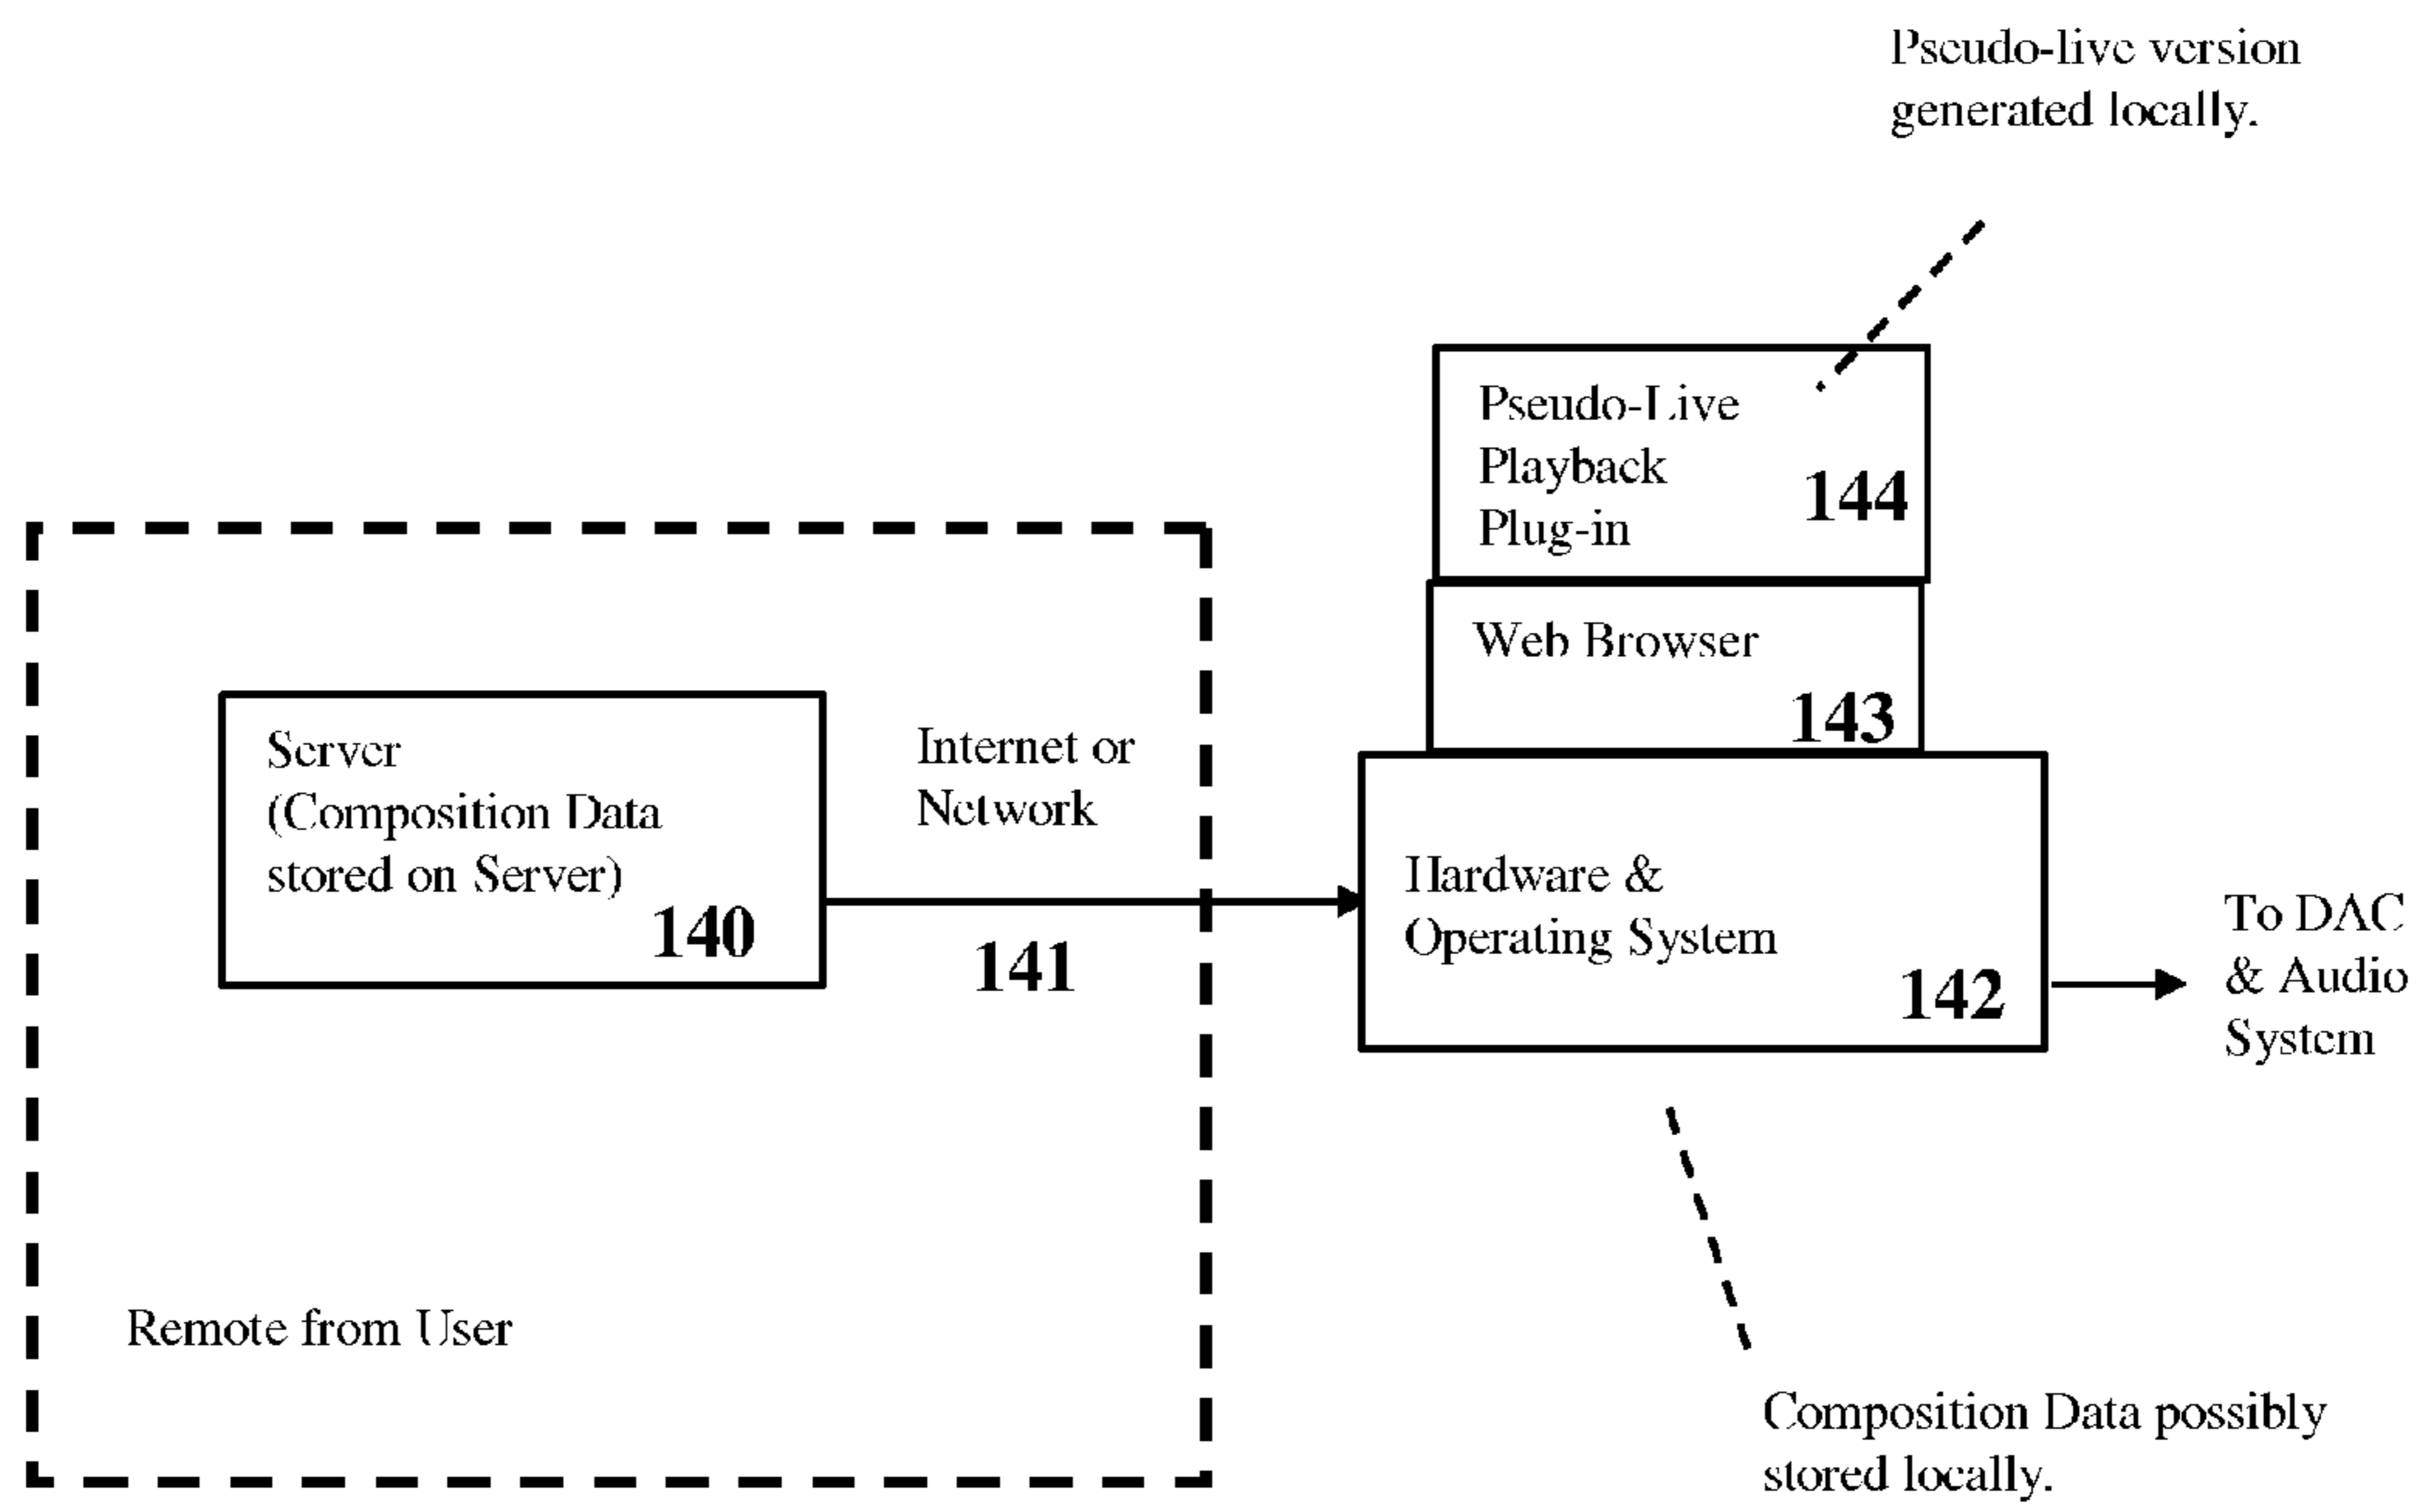 Pseudo-live version
generated locally.
Pseudo-Live
Playback
Plug-in
144
Web Browser
143
Server
(Composition Data
stored on Server)
140
Internet or
Network
141
Hardware &
Operating System
142
To DAC
& Audio
System
Remote from User
Composition Data possibly
stored locally.